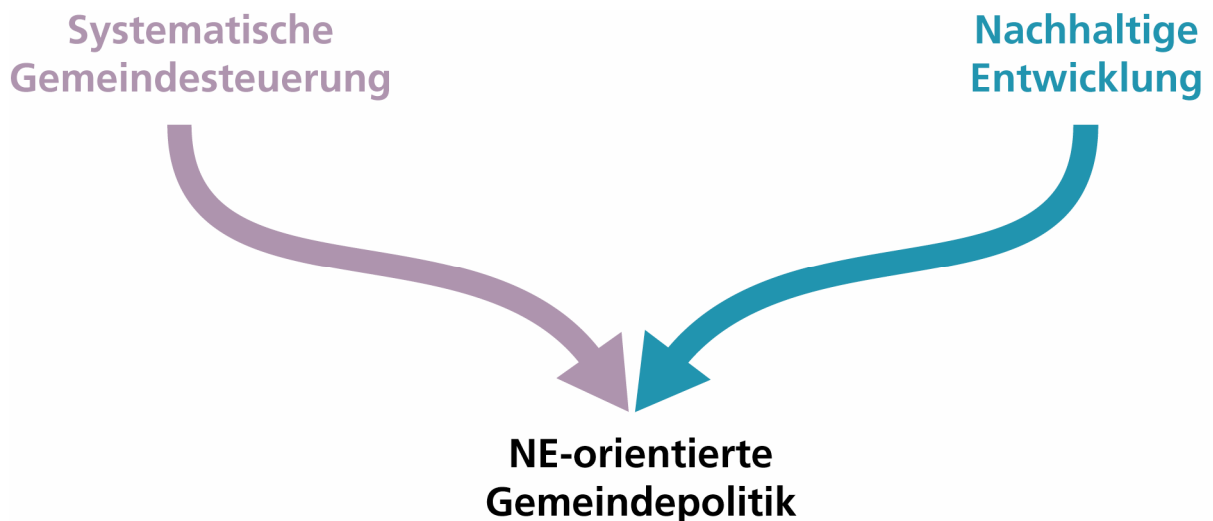 Systematische
Gemeindesteuerung
Nachhaltige
Entwicklung
NE-orientierte
Gemeindepolitik